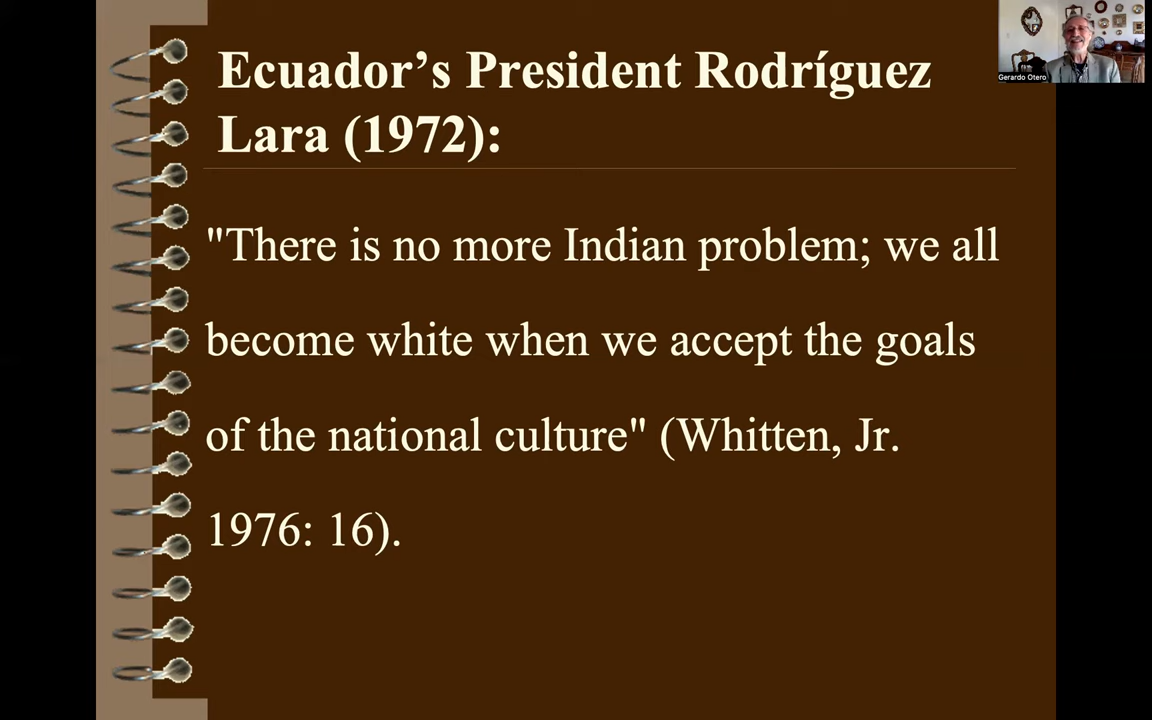 Ecuador’s President Rodríguez
Lara (1972):
"There is no more Indian problem; we all
become white when we accept the goals
of the national culture" (Whitten, Jr.
1976: 16).
Gerardo Otero